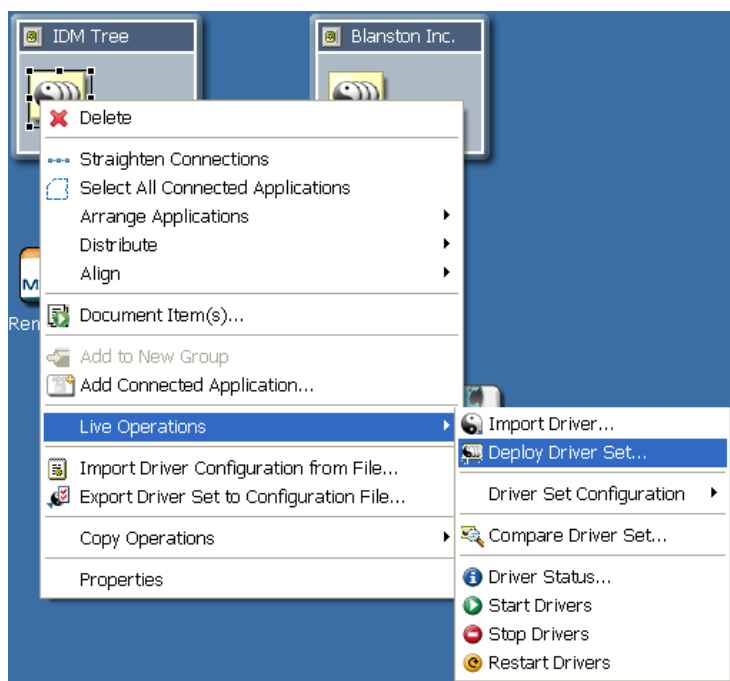 IDM Tree
Blanston Inc.
Delete
Straighten Connections
Select All Connected Applications
Arrange Applications
Distribute
Align
M
Ren
Document Item(s)...
Add to New Group
Add Connected Application...
Live Operations
Import Driver Configuration from File...
Export Driver Set to Configuration File...
Copy Operations
Properties
Import Driver...
Deploy Driver Set...
Driver Set Configuration
Compare Driver Set...
Driver Status...
Start Drivers
Stop Drivers
Restart Drivers